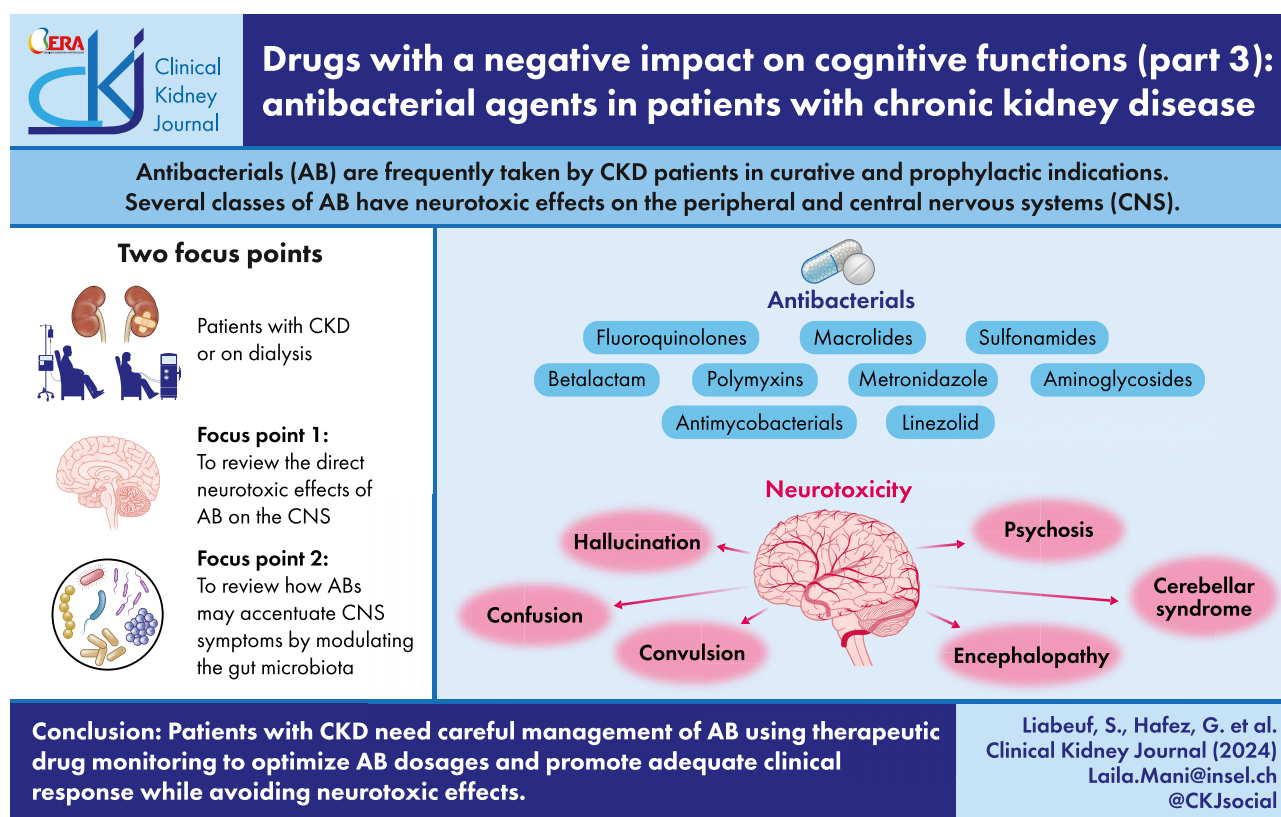 ERA
CKJ
Clinical
Kidney
Journal
Drugs with a negative impact on cognitive functions (part 3):
antibacterial agents in patients with chronic kidney disease
Antibacterials (AB) are frequently taken by CKD patients in curative and prophylactic indications.
Several classes of AB have neurotoxic effects on the peripheral and central nervous systems (CNS).
Two focus points
Patients with CKD
or on dialysis
Focus point 1:
To review the direct
neurotoxic effects of
AB on the CNS
Focus point 2:
To review how ABs
may accentuate CNS
symptoms by modulating
the gut microbiota
Antibacterials
Fluoroquinolones Macrolides Sulfonamides
Betalactam Polymyxins Metronidazole Aminoglycosides
Antimycobacterials Linezolid
Neurotoxicity
Hallucination
Psychosis
Confusion
Cerebellar
syndrome
Convulsion
Encephalopathy
Conclusion: Patients with CKD need careful management of AB using therapeutic
drug monitoring to optimize AB dosages and promote adequate clinical
response while avoiding neurotoxic effects.
Liabeuf, S., Hafez, G. et al.
Clinical Kidney Journal (2024)
Laila.Mani@insel.ch
@CKJsocial